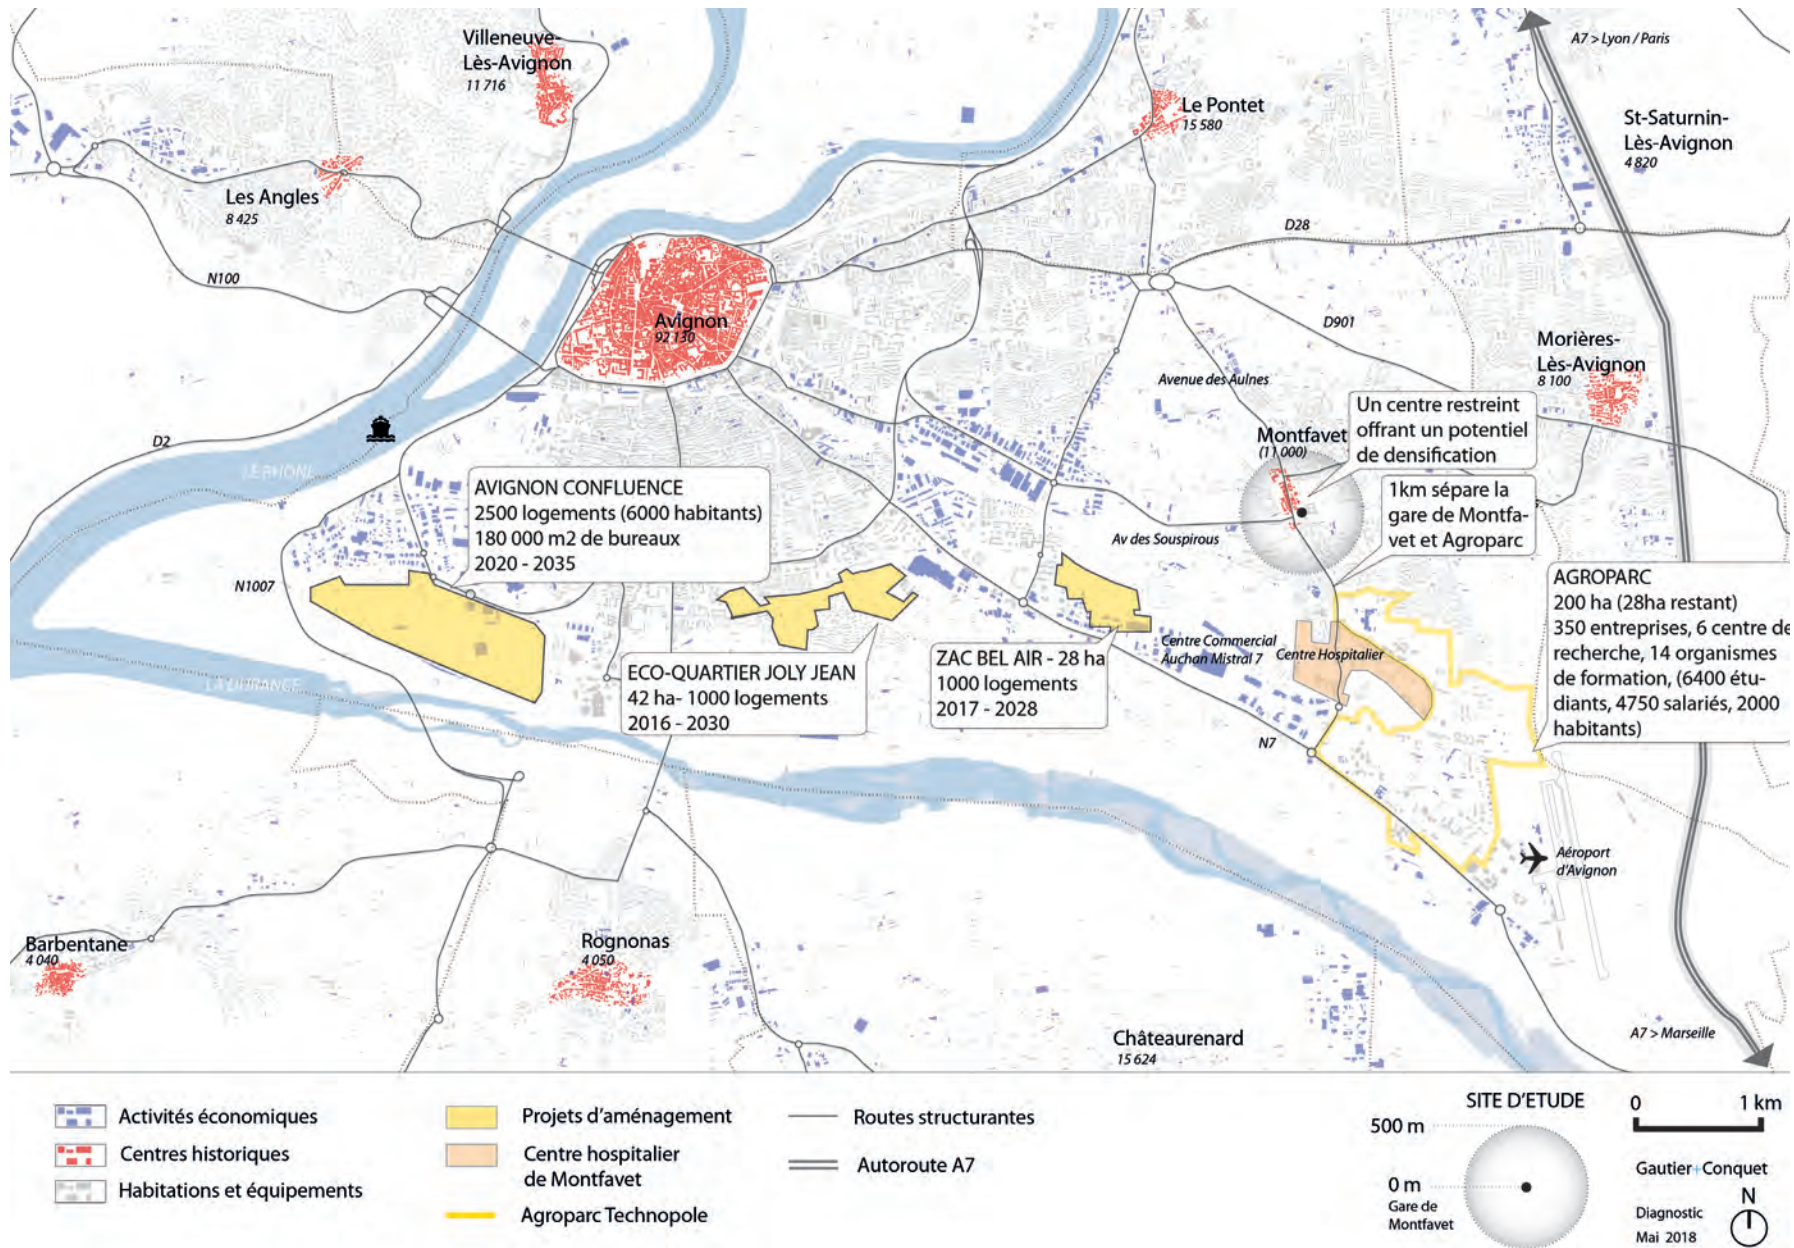 Villeneuve-
Lès-Avignon
11 716
A7 > Lyon / Paris
Le Pontet
15 580
St-Saturnin-
Lès-Avignon
4 820
Les Angles
8 425
D28
N100
Avignon
92 130
D901
Morières-
Lès-Avignon
8 100
Avenue des Aulnes
Un centre restreint
offrant un potentiel
de densification
Montfavet
(11 000)
D2
LE RHONE
AVIGNON CONFLUENCE
2500 logements (6000 habitants)
180 000 m2 de bureaux
2020 - 2035
1km sépare la
gare de Montfa-
vet et Agroparc
Av des Souspirous
N1007
AGROPARC
200 ha (28ha restant)
350 entreprises, 6 centre de
recherche, 14 organismes
de formation, (6400 étu-
diants, 4750 salariés, 2000
habitants)
LA DURANCE
ECO-QUARTIER JOLY JEAN
42 ha- 1000 logements
2016 - 2030
ZAC BEL AIR - 28 ha
1000 logements
2017 - 2028
Centre Commercial
Auchan Mistral 7
Centre Hospitalier
N7
Aéroport
d'Avignon
Barbentane
4 040
Rognonas
4 050
Châteaurenard
15 624
A7 > Marseille
Activités économiques
Centres historiques
Habitations et équipements
Projets d'aménagement
Centre hospitalier
de Montfavet
Agroparc Technopole
Routes structurantes
Autoroute A7
SITE D'ETUDE
500 m
0 m
Gare de
Montfavet
0 1 km
Gautier+Conquet
Diagnostic
Mai 2018
N